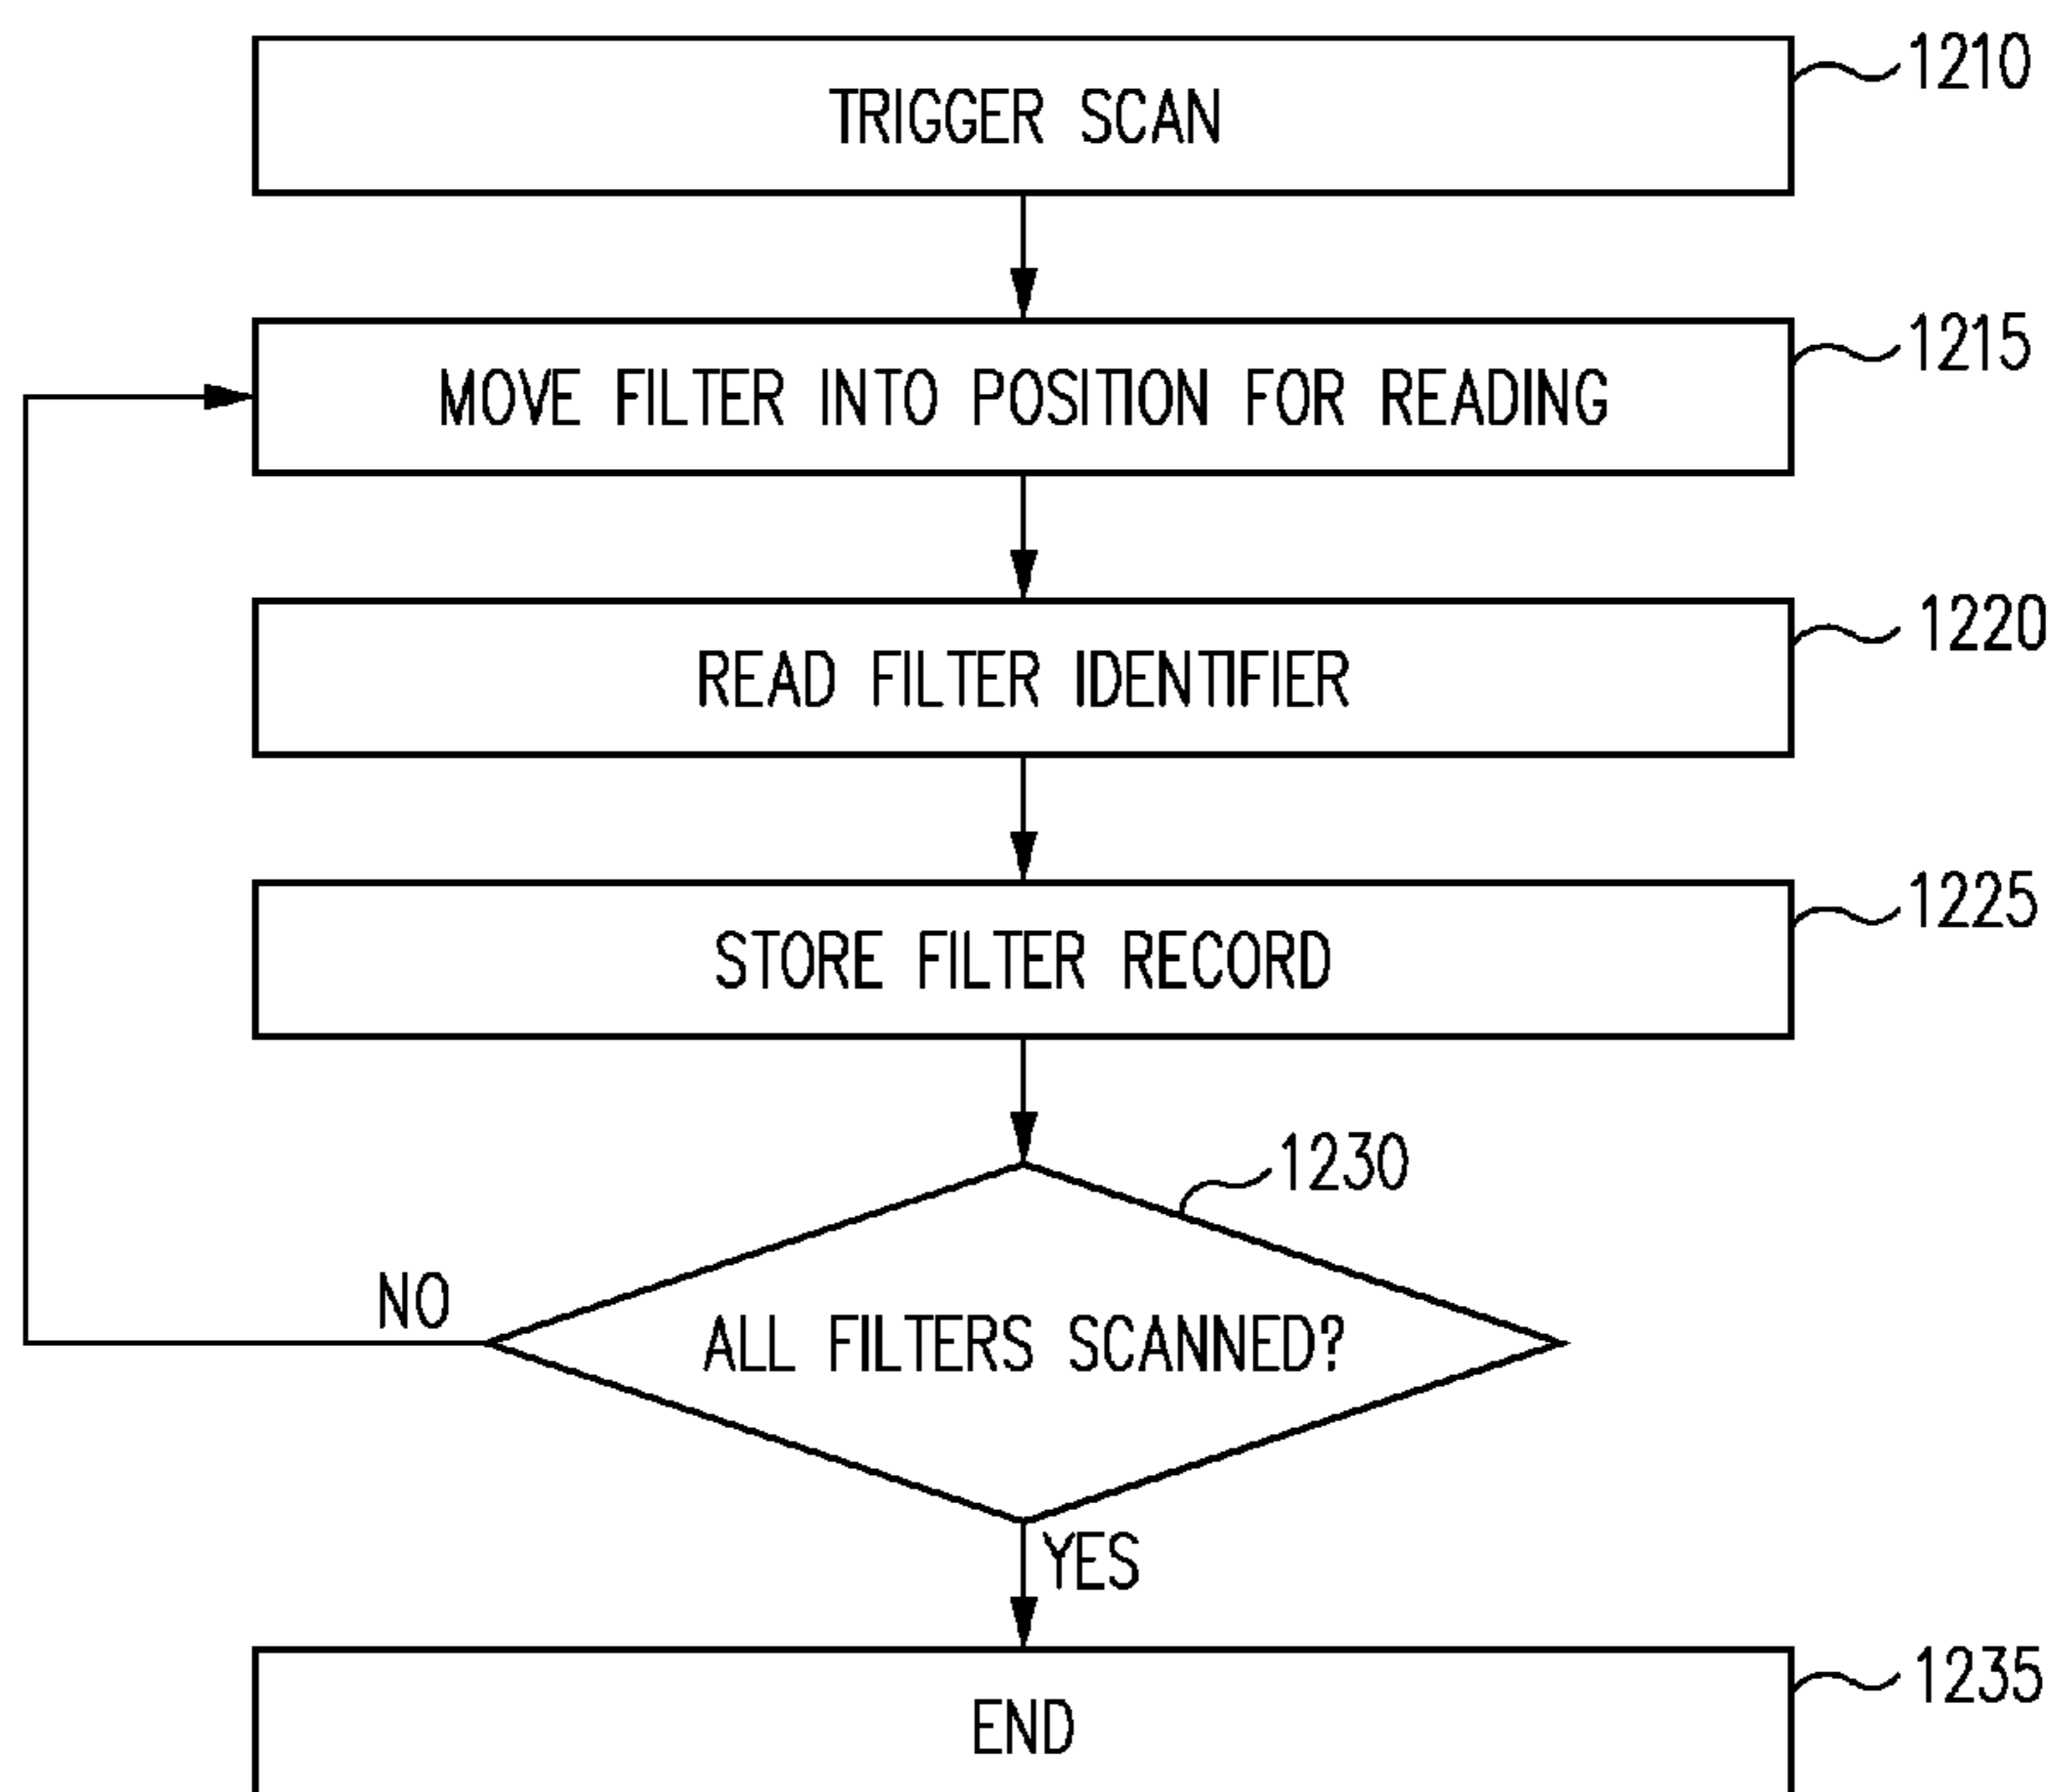 TRIGGER SCAN
1210
MOVE FILTER INTO POSITION FOR READING
1215
READ FILTER IDENTIFIER
1220
STORE FILTER RECORD
1225
1230
ALL FILTERS SCANNED?
NO
YES
END
1235